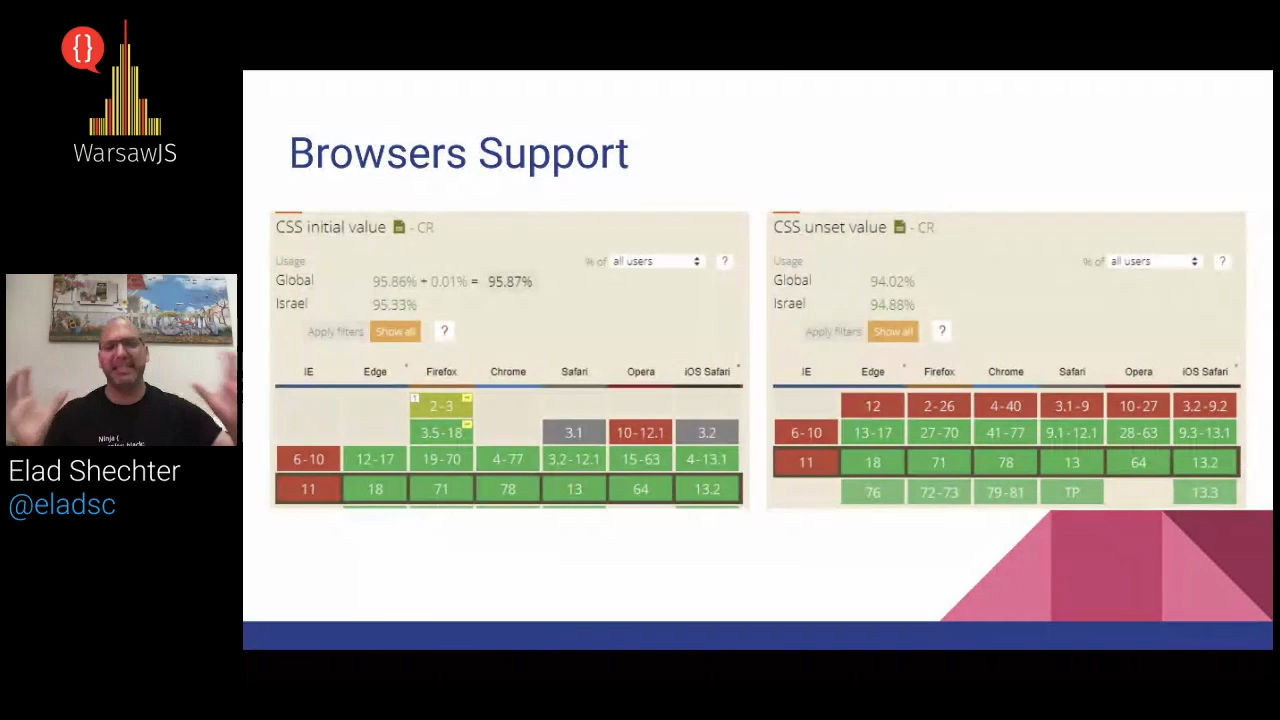 {}
WarsawJS
Ninja {
Elad Shechter
@eladsc
Browsers Support
CSS initial value - CR
Usage % of all users ?
Global 95.86% + 0.01% = 95.87%
Israel 95.33%
Apply filters Show all ?
IE Edge * Firefox Chrome Safari Opera iOS Safari *
1 2-3 -
3.5-18 - 3.1 10-12.1 3.2
6-10 12-17 19-70 4-77 3.2-12.1 15-63 4-13.1
11 18 71 78 13 64 13.2
CSS unset value - CR
Usage % of all users ?
Global 94.02%
Israel 94.88%
Apply filters Show all ?
IE Edge * Firefox Chrome Safari Opera iOS Safari *
12 2-26 4-40 3.1-9 10-27 3.2-9.2
6-10 13-17 27-70 41-77 9.1-12.1 28-63 9.3-13.1
11 18 71 78 13 64 13.2
76 72-73 79-81 TP 13.3